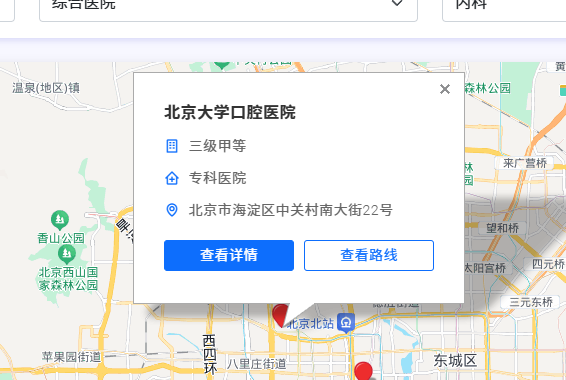 综合医院
内科
温泉(地区)镇
森林公园
北京大学口腔医院
三级甲等
专科医院
北京市海淀区中关村南大街22号
查看详情
查看路线
来广营桥
望和桥
太阳宫桥
四元桥
三元东桥
香山公园
北京西山国
家森林公园
北京北站
西四环
苹果园街道
八里庄街道
东城区